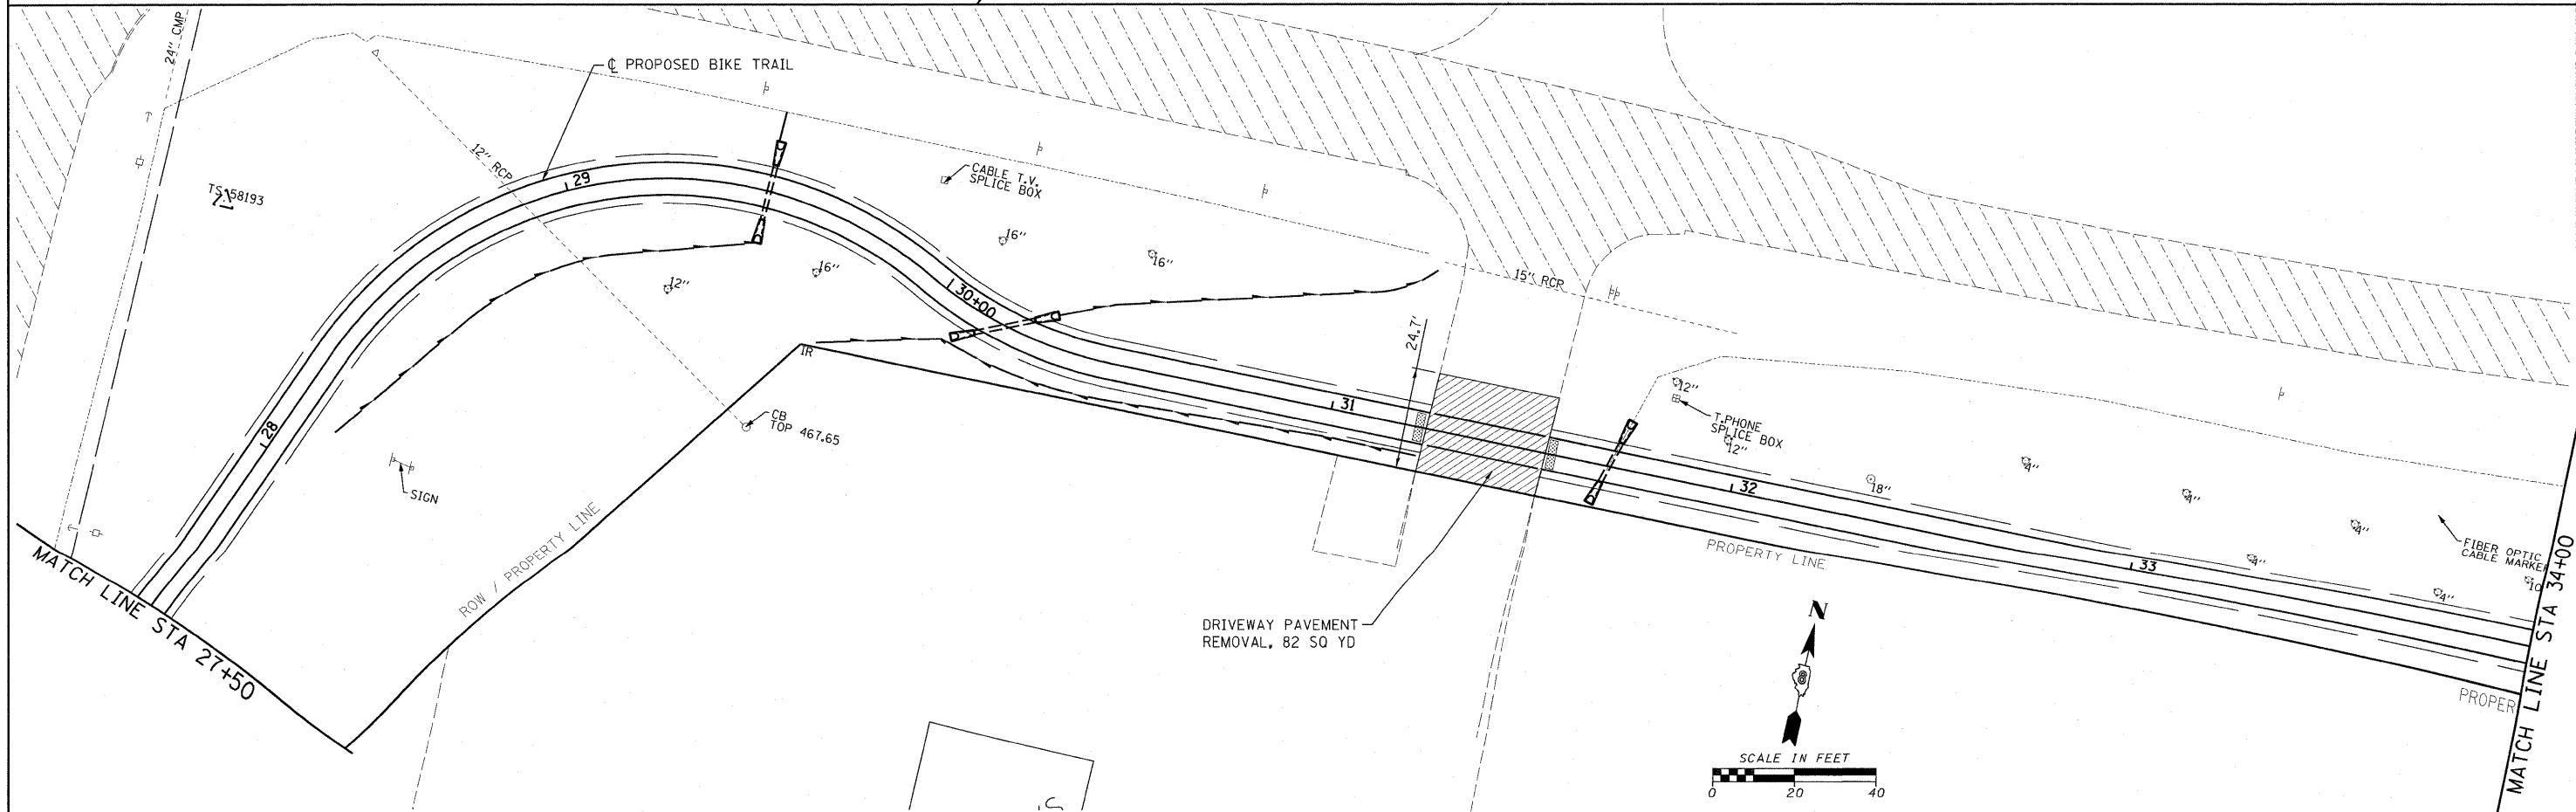 24" CMP
℄ PROPOSED BIKE TRAIL
12" RCP
29
TS 58193
CABLE T.V.
SPLICE BOX
16"
16"
16"
12"
30+00
15" RCP
24.7'
IR
28
CB
TOP 467.65
31
12"
T.PHONE
SPLICE BOX
12"
SIGN
32
18"
4"
4"
4"
FIBER OPTIC
CABLE MARKER
4"
10
4"
33
MATCH LINE STA 27+50
ROW / PROPERTY LINE
PROPERTY LINE
DRIVEWAY PAVEMENT
REMOVAL, 82 SQ YD
N
8
PROPER
MATCH LINE STA 34+00
SCALE IN FEET
0 20 40